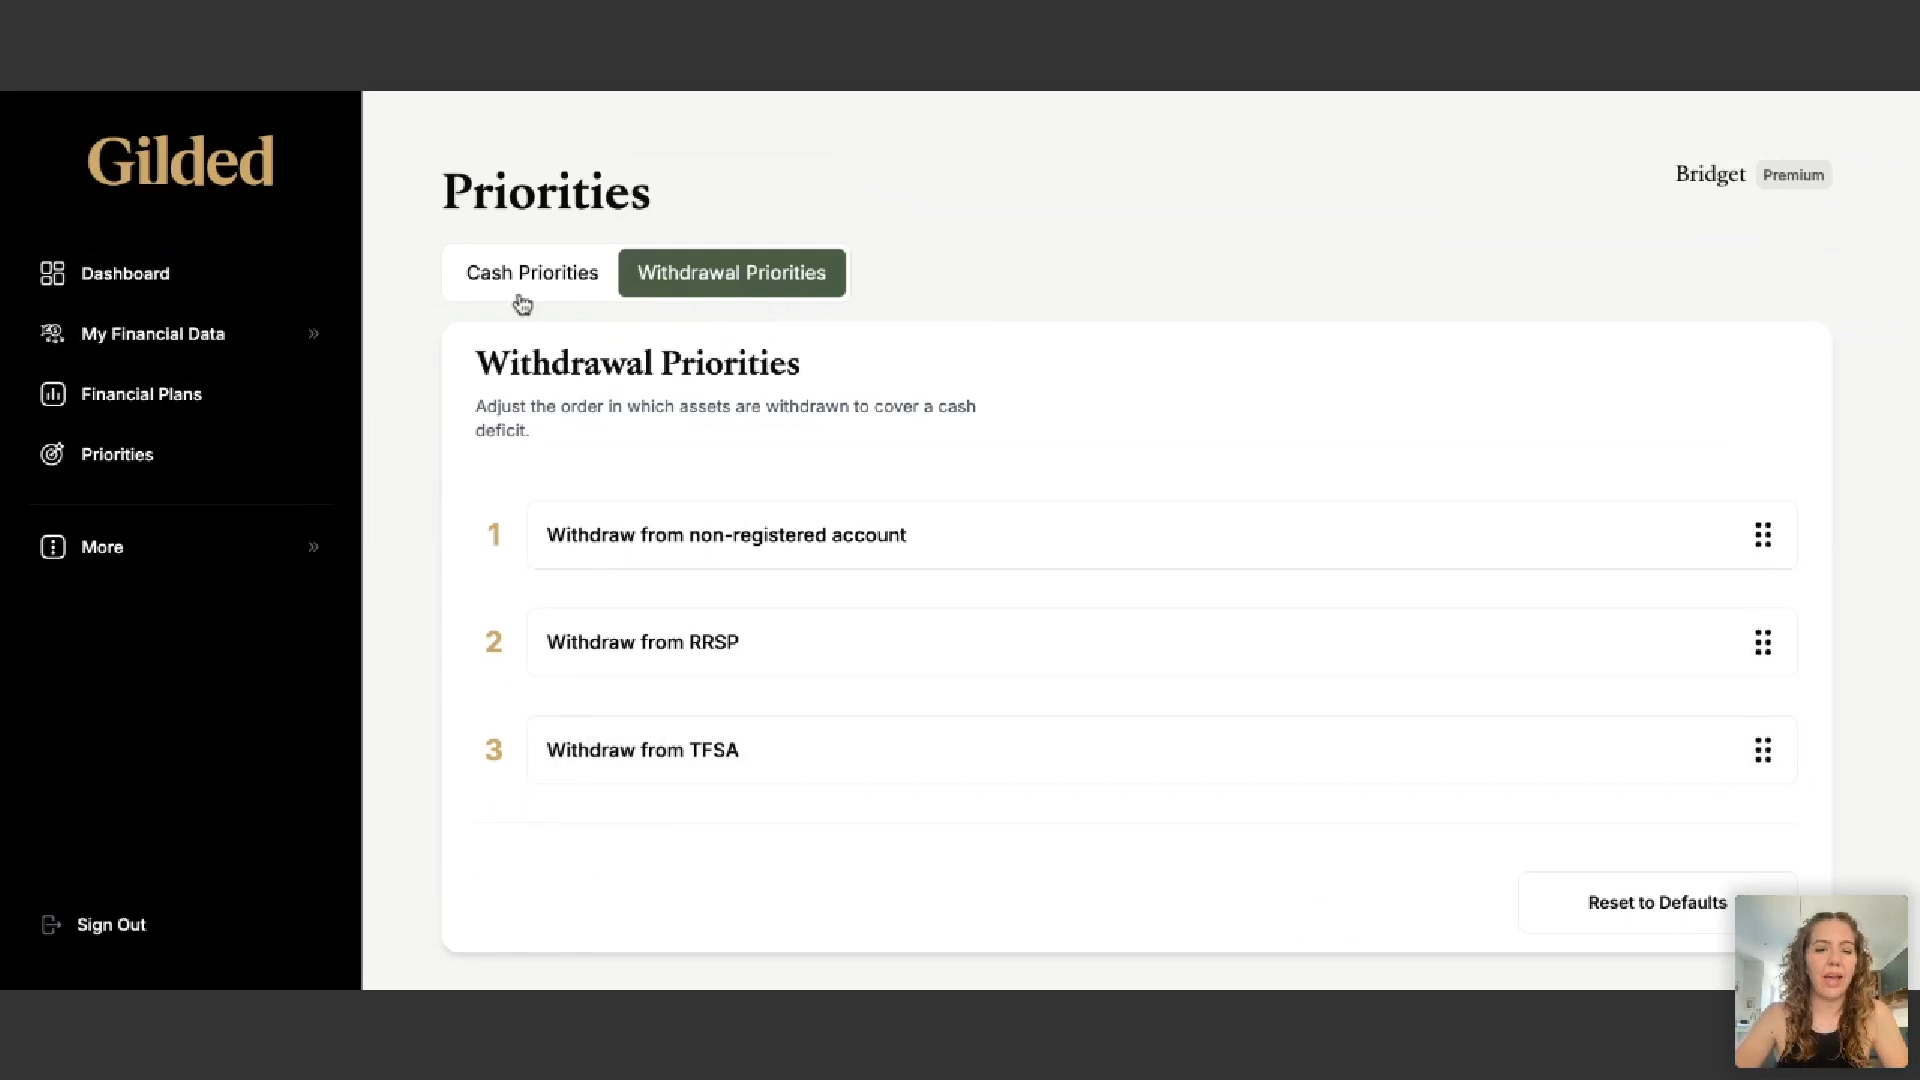 Gilded
Dashboard
My Financial Data
Financial Plans
Priorities
More
Sign Out
Priorities
Bridget Premium
Cash Priorities Withdrawal Priorities
Withdrawal Priorities
Adjust the order in which assets are withdrawn to cover a cash
deficit.
1 Withdraw from non-registered account
2 Withdraw from RRSP
3 Withdraw from TFSA
Reset to Defaults